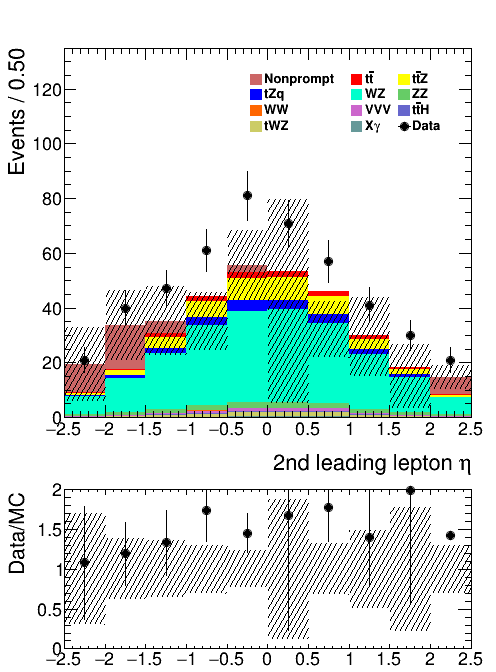 Events / 0.50
120
100
80
60
40
20
0
Nonprompt tt̄ tt̄Z
tZq WZ ZZ
WW VVV tt̄H
tWZ Xγ Data
−2.5 −2 −1.5 −1 −0.5 0 0.5 1 1.5 2 2.5
2nd leading lepton η
Data/MC
2
1.5
1
0.5
0
−2.5 −2 −1.5 −1 −0.5 0 0.5 1 1.5 2 2.5